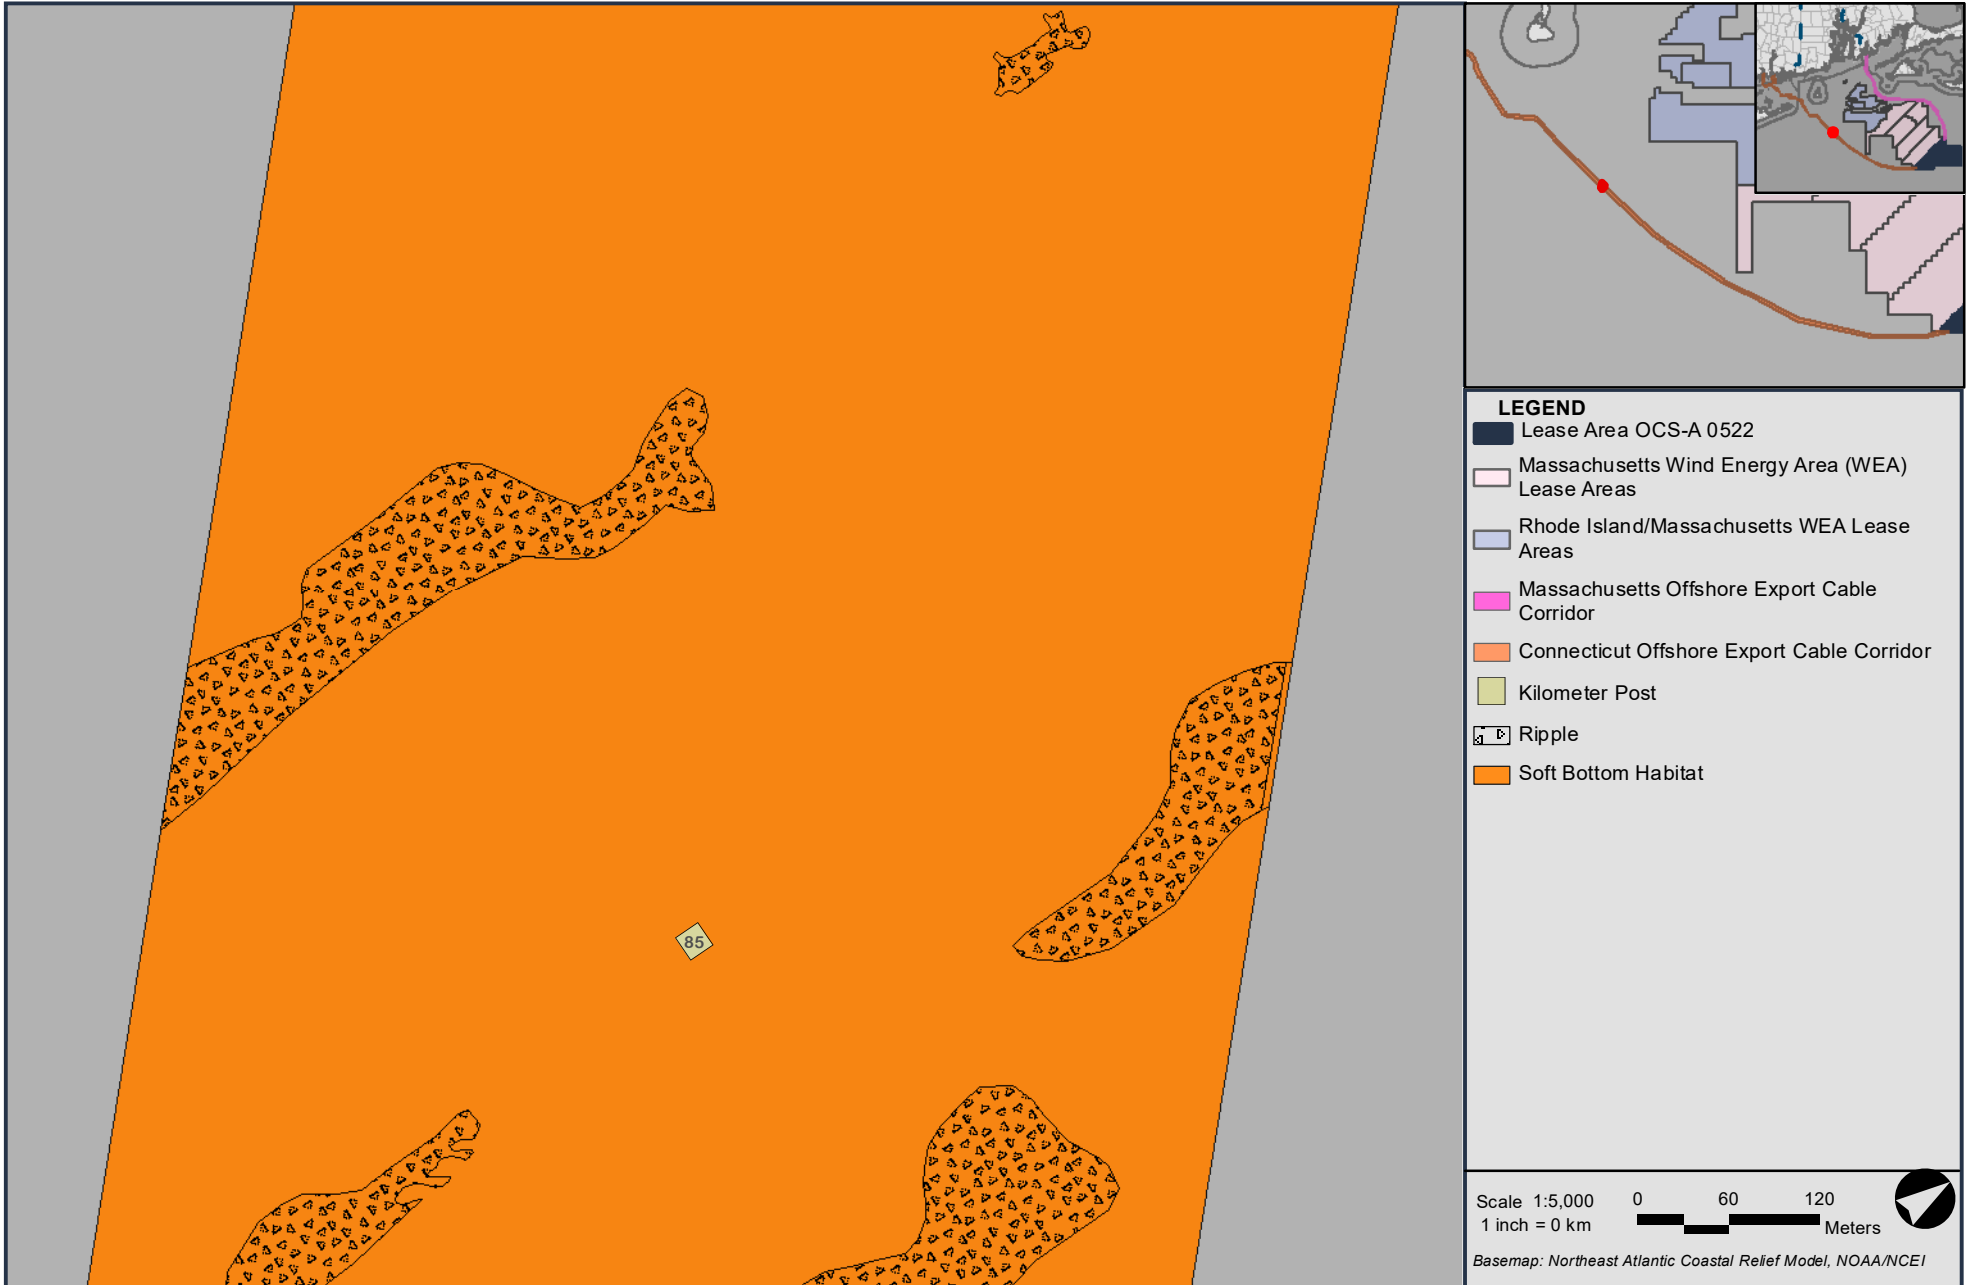 85
LEGEND
Lease Area OCS-A 0522
Massachusetts Wind Energy Area (WEA)
Lease Areas
Rhode Island/Massachusetts WEA Lease
Areas
Massachusetts Offshore Export Cable
Corridor
Connecticut Offshore Export Cable Corridor
Kilometer Post
Ripple
Soft Bottom Habitat
Scale 1:5,000
1 inch = 0 km
0 60 120
Meters
Basemap: Northeast Atlantic Coastal Relief Model, NOAA/NCEI